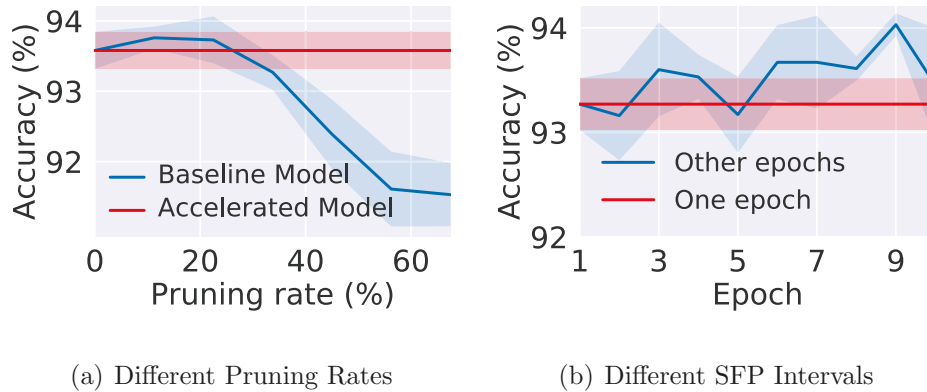 94
93
92
Accuracy (%)
Baseline Model
Accelerated Model
0 20 40 60
Pruning rate (%)
(a) Different Pruning Rates
94
93
92
Accuracy (%)
Other epochs
One epoch
1 3 5 7 9
Epoch
(b) Different SFP Intervals